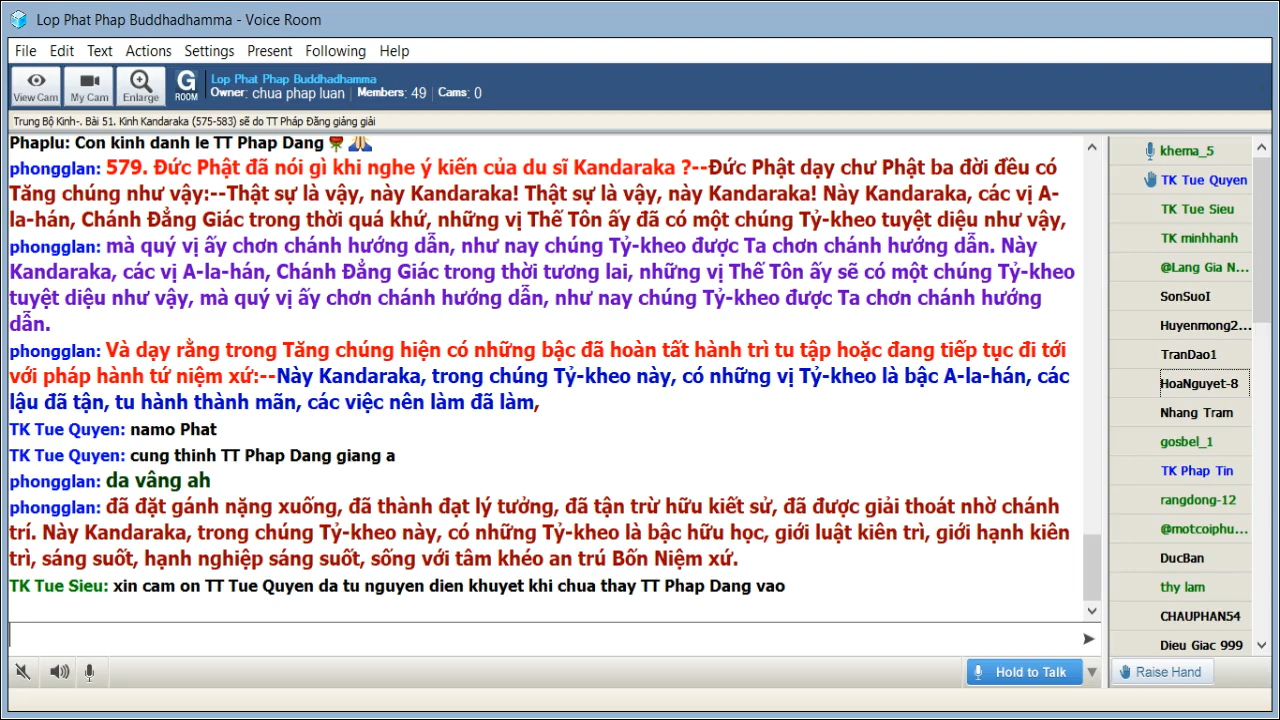 Lop Phat Phap Buddhadhamma - Voice Room
File Edit Text Actions Settings Present Following Help
View Cam My Cam Enlarge G ROOM
Lop Phat Phap Buddhadhamma
Owner: chua phap luan | Members: 49 | Cams: 0
Trung Bộ Kinh-. Bài 51. Kinh Kandaraka (575-583) sẽ do TT Pháp Đăng giảng giải
Phaplu: Con kinh danh le TT Phap Dang
phongglan: 579. Đức Phật đã nói gì khi nghe ý kiến của du sĩ Kandaraka ?--Đức Phật dạy chư Phật ba đời đều có
Tăng chúng như vậy:--Thật sự là vậy, này Kandaraka! Thật sự là vậy, này Kandaraka! Này Kandaraka, các vị A-
la-hán, Chánh Đẳng Giác trong thời quá khứ, những vị Thế Tôn ấy đã có một chúng Tỷ-kheo tuyệt diệu như vậy,
phongglan: mà quý vị ấy chơn chánh hướng dẫn, như nay chúng Tỷ-kheo được Ta chơn chánh hướng dẫn. Này
Kandaraka, các vị A-la-hán, Chánh Đẳng Giác trong thời tương lai, những vị Thế Tôn ấy sẽ có một chúng Tỷ-kheo
tuyệt diệu như vậy, mà quý vị ấy chơn chánh hướng dẫn, như nay chúng Tỷ-kheo được Ta chơn chánh hướng
dẫn.
phongglan: Và dạy rằng trong Tăng chúng hiện có những bậc đã hoàn tất hành trì tu tập hoặc đang tiếp tục đi tới
với pháp hành tứ niệm xứ:--Này Kandaraka, trong chúng Tỷ-kheo này, có những vị Tỷ-kheo là bậc A-la-hán, các
lậu đã tận, tu hành thành mãn, các việc nên làm đã làm,
TK Tue Quyen: namo Phat
TK Tue Quyen: cung thinh TT Phap Dang giang a
phongglan: da vâng ah
phongglan: đã đặt gánh nặng xuống, đã thành đạt lý tưởng, đã tận trừ hữu kiết sử, đã được giải thoát nhờ chánh
trí. Này Kandaraka, trong chúng Tỷ-kheo này, có những Tỷ-kheo là bậc hữu học, giới luật kiên trì, giới hạnh kiên
trì, sáng suốt, hạnh nghiệp sáng suốt, sống với tâm khéo an trú Bốn Niệm xứ.
TK Tue Sieu: xin cam on TT Tue Quyen da tu nguyen dien khuyet khi chua thay TT Phap Dang vao
Hold to Talk
khema_5
TK Tue Quyen
TK Tue Sieu
TK minhhanh
@Lang Gia N...
SonSuoI
Huyenmong2...
TranDao1
HoaNguyet-8
Nhang Tram
gosbel_1
TK Phap Tin
rangdong-12
@motcoiphu...
DucBan
thy lam
CHAUPHAN54
Dieu Giac 999
Raise Hand